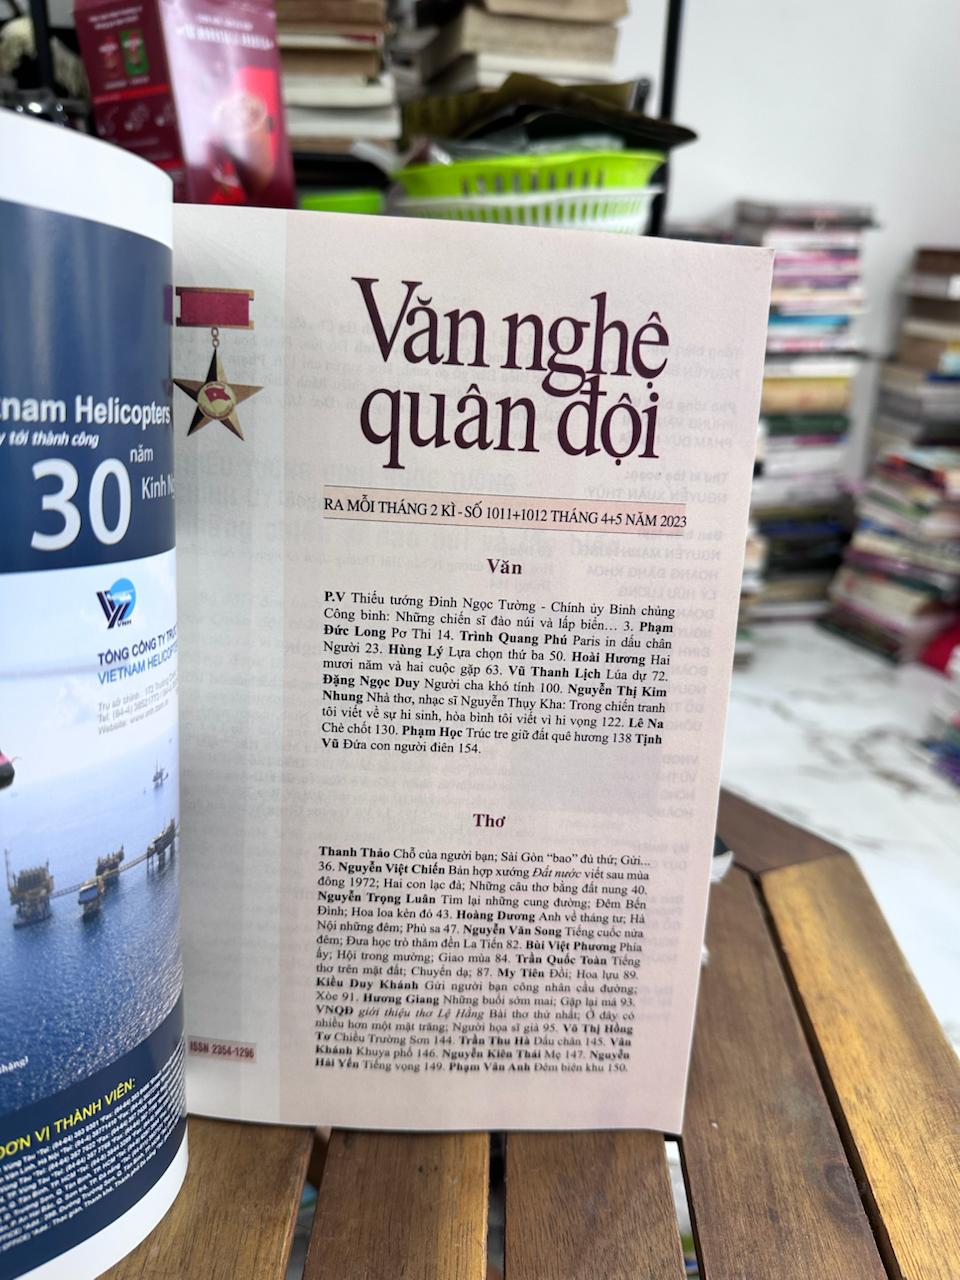 tnam Helicopters
y tới thành công
30 năm
Kinh Ng
VNH
TỔNG CÔNG TY TRỰC
VIETNAM HELICOP
Văn nghệ
quân đội
RA MỖI THÁNG 2 KÌ - SỐ 1011+1012 THÁNG 4+5 NĂM 2023
Văn
P.V Thiếu tướng Đinh Ngọc Tường - Chính ủy Binh chủng
Công binh: Những chiến sĩ đào núi và lấp biển... 3. Phạm
Đức Long Pơ Thi 14. Trình Quang Phú Paris in dấu chân
Người 23. Hùng Lý Lựa chọn thứ ba 50. Hoài Hương Hai
mươi năm và hai cuộc gặp 63. Vũ Thanh Lịch Lúa dự 72.
Đặng Ngọc Duy Người cha khó tính 100. Nguyễn Thị Kim
Nhung Nhà thơ, nhạc sĩ Nguyễn Thụy Kha: Trong chiến tranh
tôi viết về sự hi sinh, hòa bình tôi viết vì hi vọng 122. Lê Na
Chè chốt 130. Phạm Học Trúc tre giữ đất quê hương 138 Tịnh
Vũ Đứa con người điên 154.
Thơ
Thanh Thảo Chỗ của người bạn; Sài Gòn “bao” đủ thứ; Gửi...
36. Nguyễn Việt Chiến Bản hợp xướng Đất nước viết sau mùa
đông 1972; Hai con lạc đà; Những câu thơ bằng đất nung 40.
Nguyễn Trọng Luân Tìm lại những cung đường; Đêm Bến
Đình; Hoa loa kèn đỏ 43. Hoàng Dương Anh về tháng tư; Hà
Nội những đêm; Phù sa 47. Nguyễn Văn Song Tiếng cuốc nửa
đêm; Đưa học trò thăm đền La Tiến 82. Bùi Việt Phương Phía
ấy; Hội trong mường; Giao mùa 84. Trần Quốc Toàn Tiếng
thơ trên mặt đất; Chuyển dạ; 87. My Tiên Đồi; Hoa lựu 89.
Kiều Duy Khánh Gửi người bạn công nhân cầu đường;
Xòe 91. Hương Giang Những buổi sớm mai; Gặp lại má 93.
VNQĐ giới thiệu thơ Lệ Hằng Bài thơ thứ nhất; Ở đây có
nhiều hơn một mặt trăng; Người họa sĩ già 95. Võ Thị Hồng
Tơ Chiều Trường Sơn 144. Trần Thu Hà Dấu chân 145. Vân
Khánh Khuya phố 146. Nguyễn Kiên Thái Mẹ 147. Nguyễn
Hải Yến Tiếng vọng 149. Phạm Vân Anh Đêm biên khu 150.
ISSN 2354-1296
ĐƠN VỊ THÀNH VIÊN: